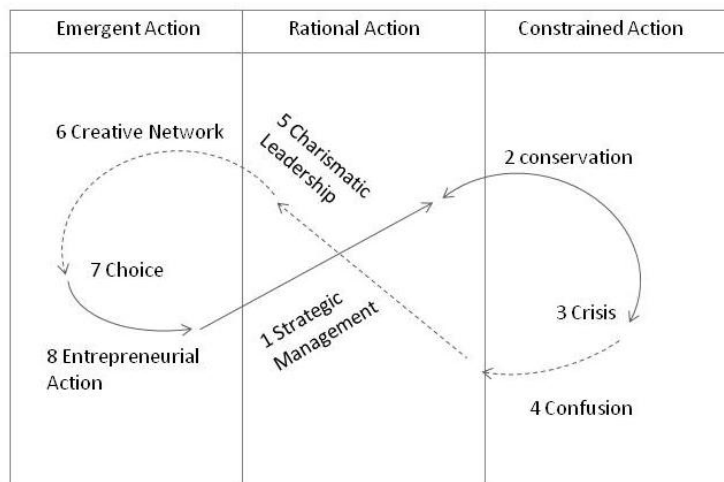 Emergent Action
Rational Action
Constrained Action
6 Creative Network
5 Charismatic
Leadership
2 conservation
7 Choice
1 Strategic
Management
3 Crisis
8 Entrepreneurial
Action
4 Confusion